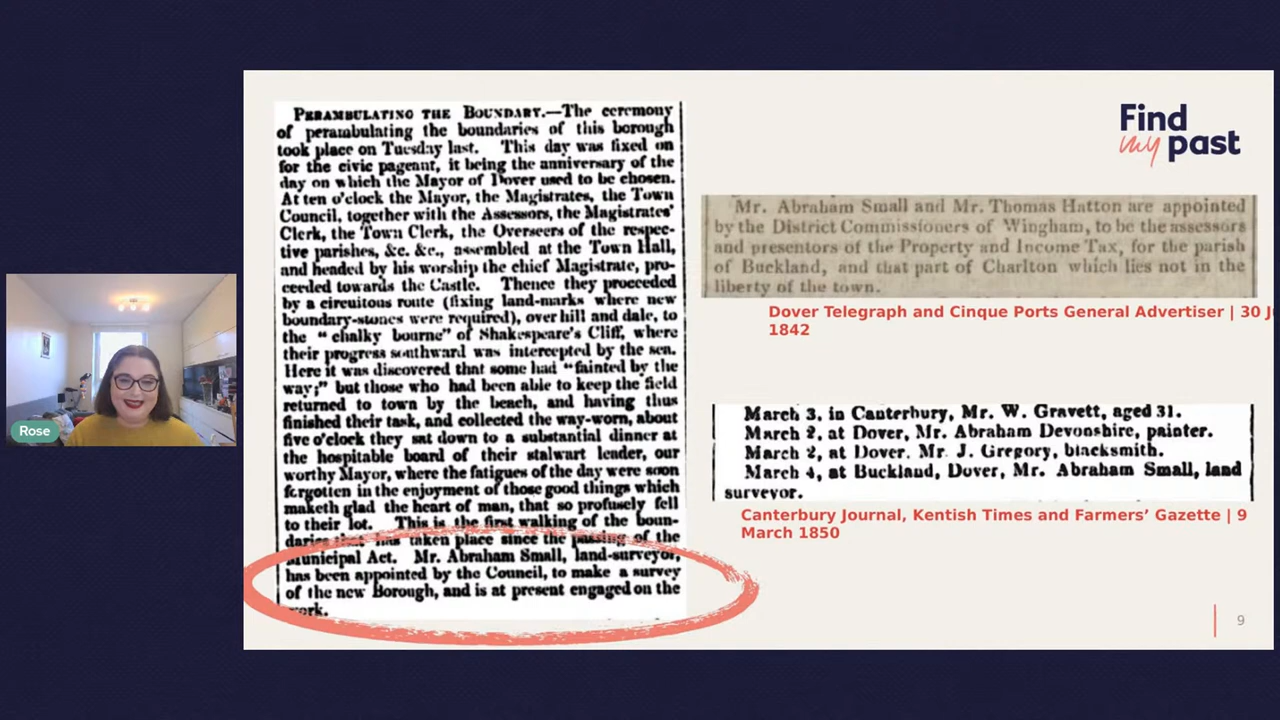 PERAMBULATING THE BOUNDARY.—The ceremony
of perambulating the boundaries of this borough
took place on Tuesday last. This day was fixed on
for the civic pageant, it being the anniversary of the
day on which the Mayor of Dover used to be chosen.
At ten o'clock the Mayor, the Magistrates, the Town
Council, together with the Assessors, the Magistrates'
Clerk, the Town Clerk, the Overseers of the respec-
tive parishes, &c. &c., assembled at the Town Hall,
and headed by his worship the chief Magistrate, pro-
ceeded towards the Castle. Thence they proceeded
by a circuitous route (fixing land-marks where new
boundary-stones were required), over hill and dale, to
the "chalky bourne" of Shakespeare's Cliff, where
their progress southward was intercepted by the sea.
Here it was discovered that some had "fainted by the
way;" but those who had been able to keep the field
returned to town by the beach, and having thus
finished their task, and collected the way-worn, about
five o'clock they sat down to a substantial dinner at
the hospitable board of their stalwart leader, our
worthy Mayor, where the fatigues of the day were soon
forgotten in the enjoyment of those good things which
maketh glad the heart of man, that so profusely fell
to their lot. This is the first walking of the boun-
daries that has taken place since the passing of the
Municipal Act. Mr. Abraham Small, land-surveyor,
has been appointed by the Council, to make a survey
of the new Borough, and is at present engaged on the
work.
Find
my past
Mr. Abraham Small and Mr. Thomas Hatton are appointed
by the District Commissioners of Wingham, to be the assessors
and presentors of the Property and Income Tax, for the parish
of Buckland, and that part of Charlton which lies not in the
liberty of the town.
Dover Telegraph and Cinque Ports General Advertiser | 30 J
1842
March 3, in Canterbury, Mr. W. Gravett, aged 31.
March 2, at Dover, Mr. Abraham Devonshire, painter.
March 2, at Dover, Mr. J. Gregory, blacksmith.
March 4, at Buckland, Dover, Mr. Abraham Small, land
surveyor.
Canterbury Journal, Kentish Times and Farmers' Gazette | 9
March 1850
9
Rose